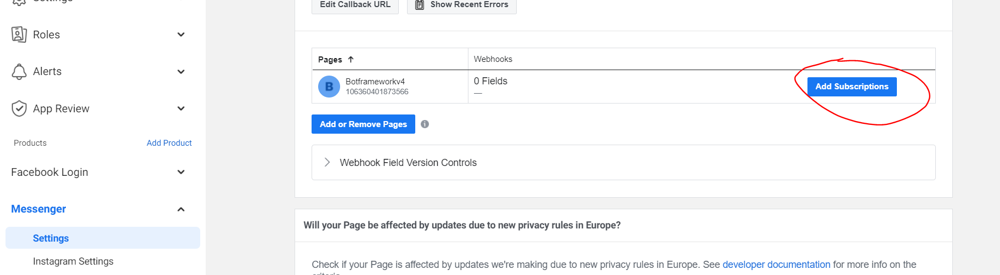 Settings
Edit Callback URL
Show Recent Errors
Roles
Alerts
App Review
Products
Add Product
Facebook Login
Messenger
Settings
Instagram Settings
Pages ↑
Webhooks
B
Botframeworkv4
106360401873566
0 Fields
—
Add Subscriptions
Add or Remove Pages
Webhook Field Version Controls
Will your Page be affected by updates due to new privacy rules in Europe?
Check if your Page is affected by updates we're making due to new privacy rules in Europe. See developer documentation for more info on the